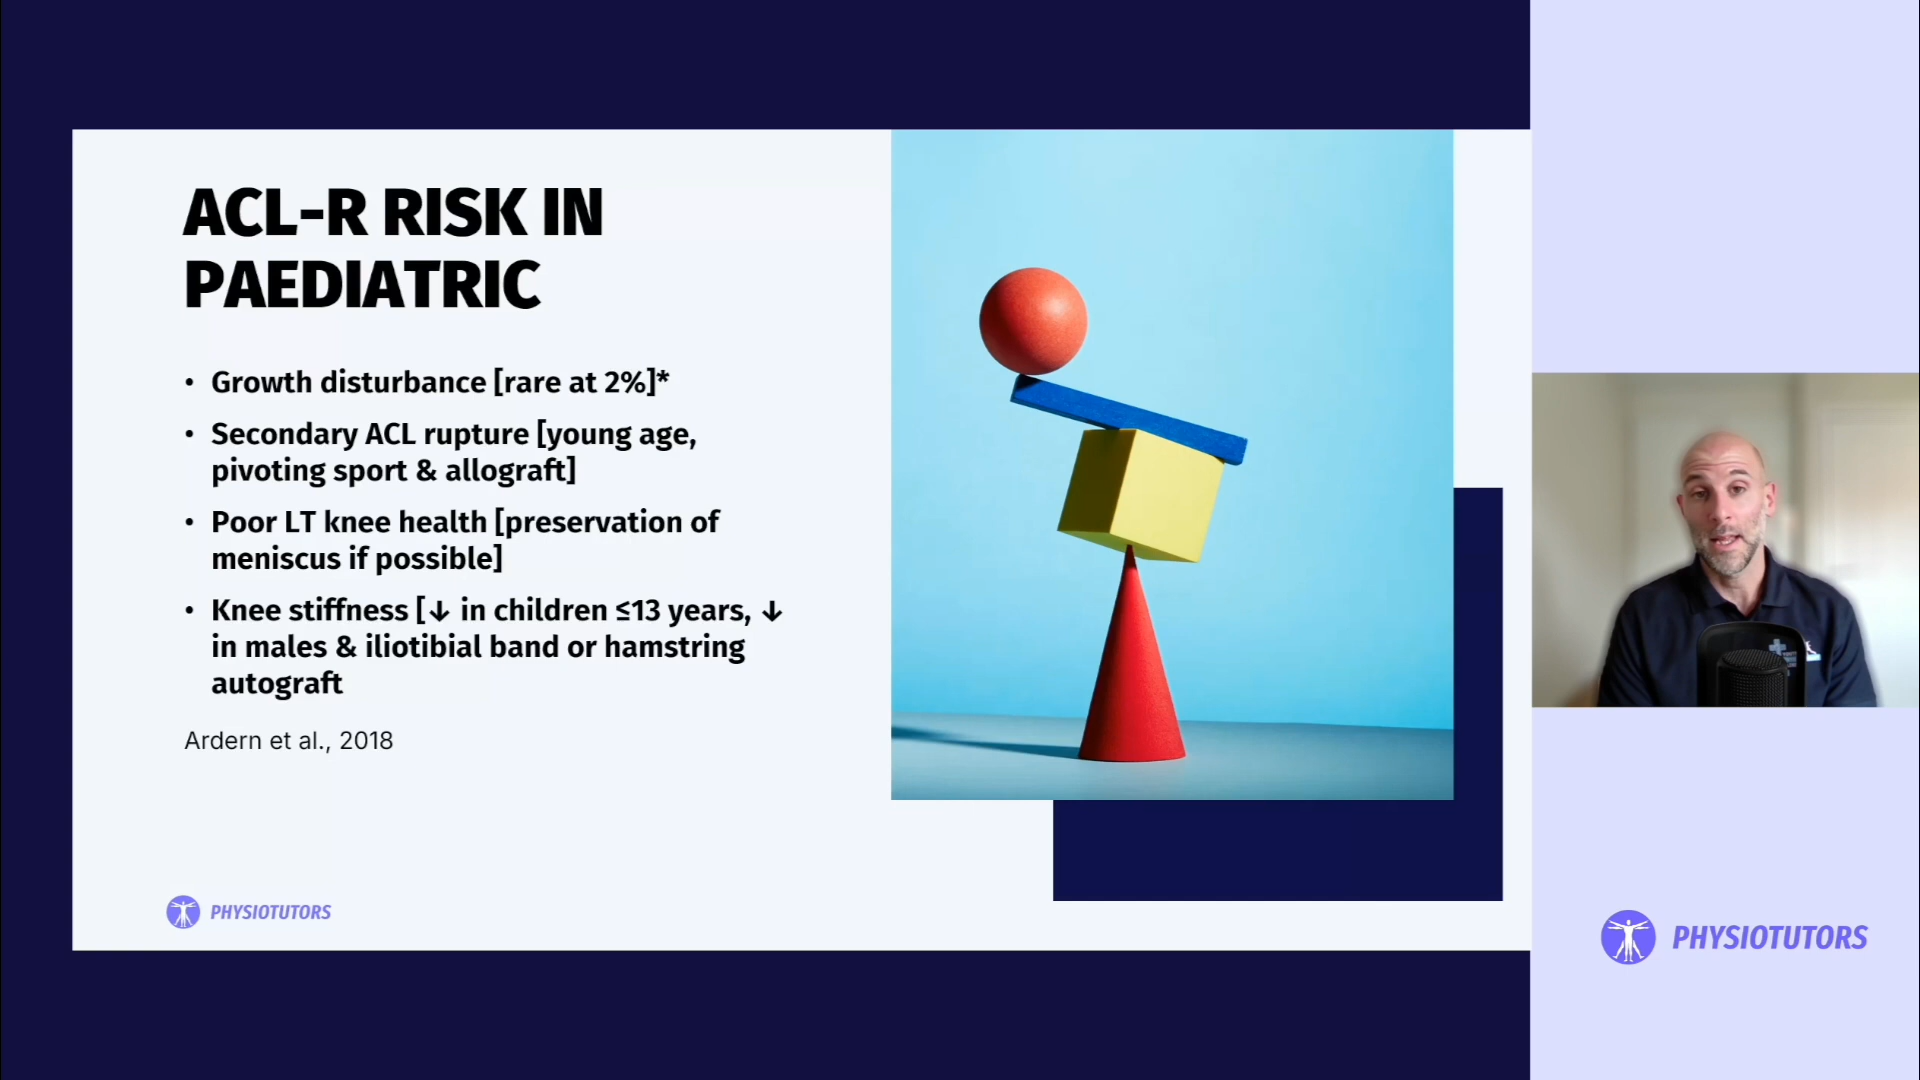 ACL-R RISK IN
PAEDIATRIC
• Growth disturbance [rare at 2%]*
• Secondary ACL rupture [young age,
pivoting sport & allograft]
• Poor LT knee health [preservation of
meniscus if possible]
• Knee stiffness [↓ in children ≤13 years, ↓
in males & iliotibial band or hamstring
autograft
Ardern et al., 2018
PHYSIOTUTORS
PHYSIOTUTORS